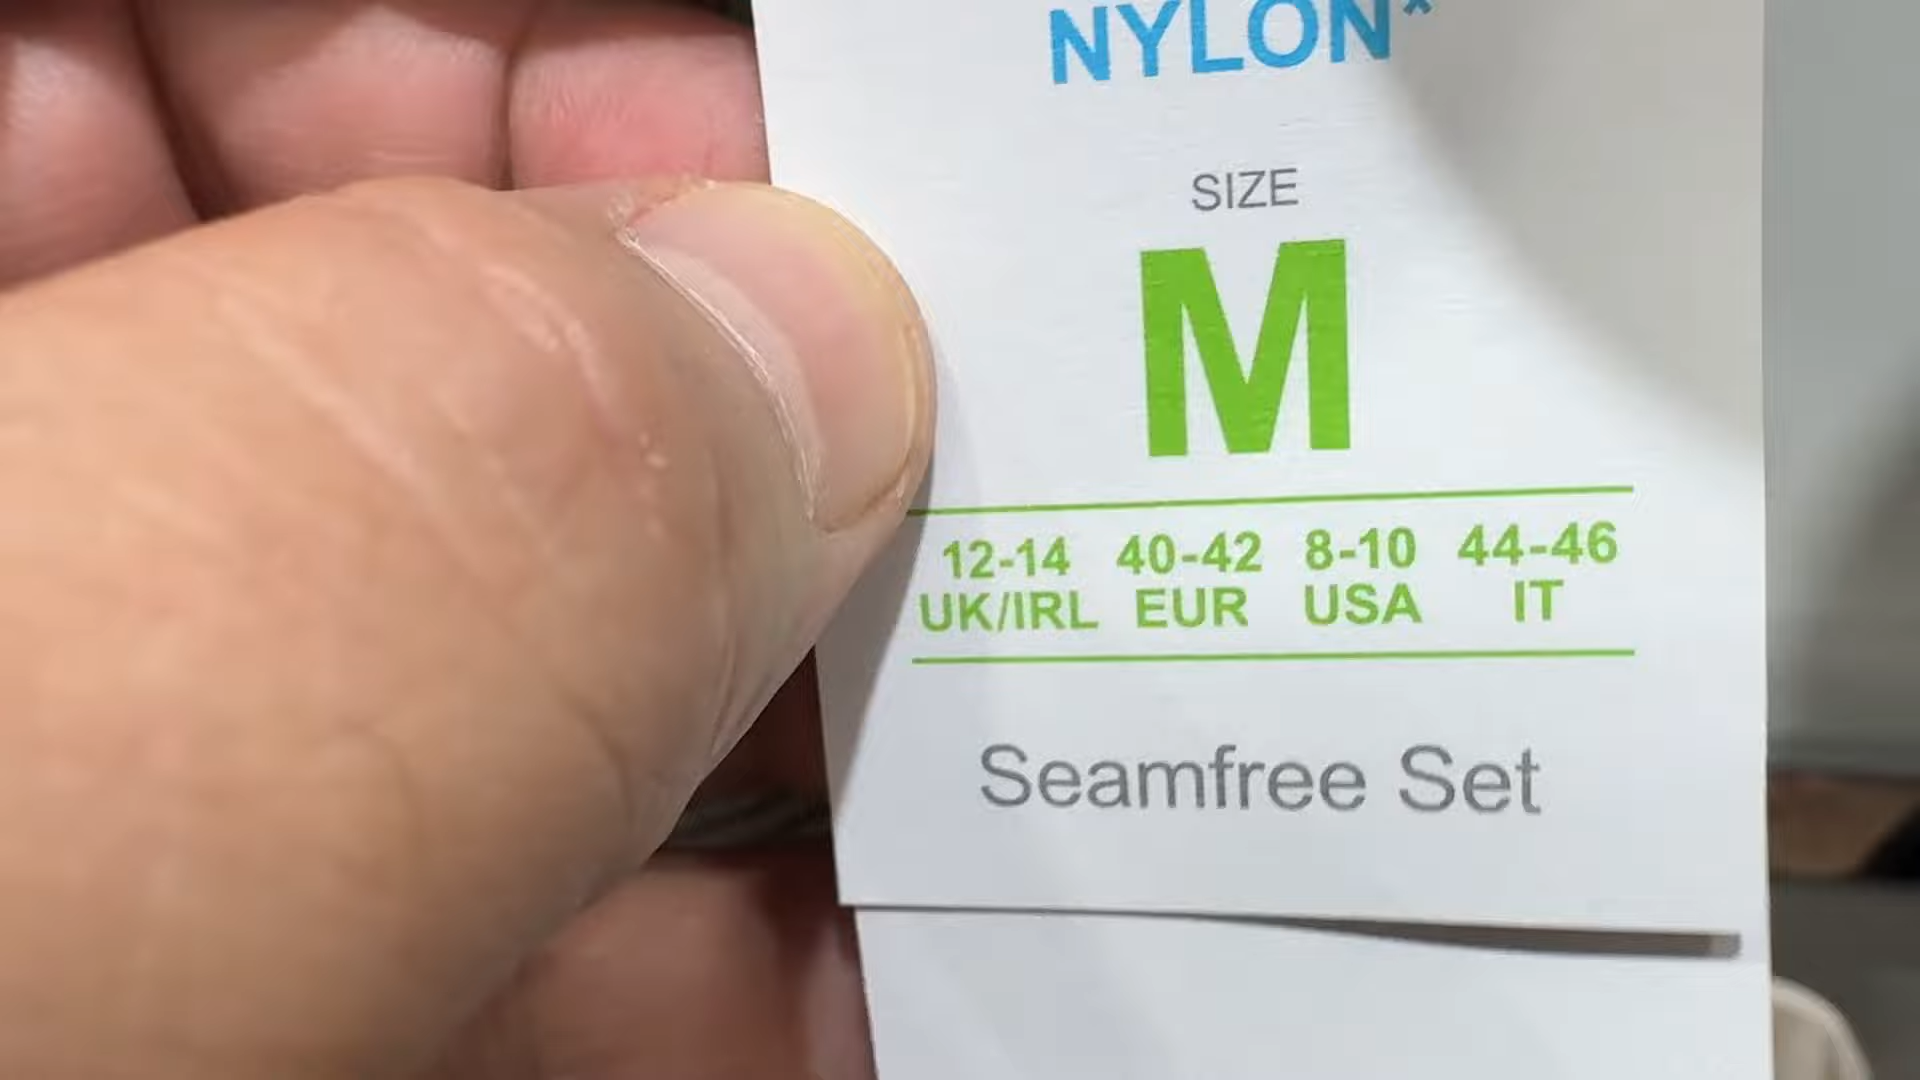 NYLON*
SIZE
M
12-14 40-42 8-10 44-46
UK/IRL EUR USA IT
Seamfree Set